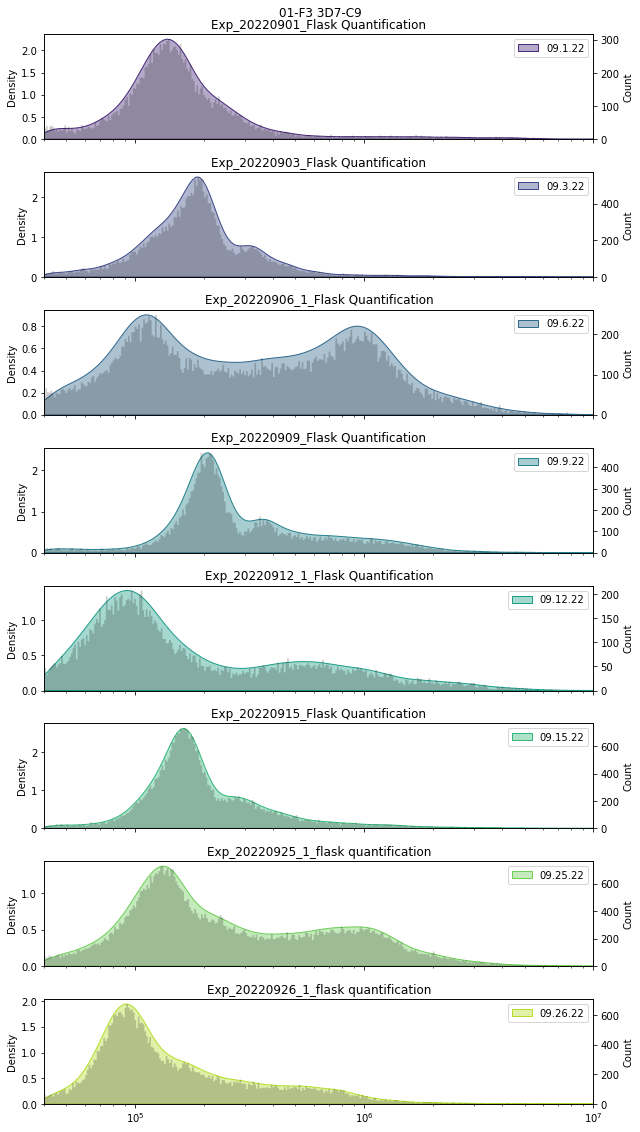 01-F3 3D7-C9
Exp_20220901_Flask Quantification
2.0
1.5
1.0
0.5
0.0
Density
09.1.22
300
200
100
0
Count
Exp_20220903_Flask Quantification
2
1
0
Density
09.3.22
400
200
0
Count
Exp_20220906_1_Flask Quantification
0.8
0.6
0.4
0.2
0.0
Density
09.6.22
200
100
0
Count
Exp_20220909_Flask Quantification
2
1
0
Density
09.9.22
400
300
200
100
0
Count
Exp_20220912_1_Flask Quantification
1.0
0.5
0.0
Density
09.12.22
200
150
100
50
0
Count
Exp_20220915_Flask Quantification
2
1
0
Density
09.15.22
600
400
200
0
Count
Exp_20220925_1_flask quantification
1.0
0.5
0.0
Density
09.25.22
600
400
200
0
Count
Exp_20220926_1_flask quantification
2.0
1.5
1.0
0.5
0.0
Density
09.26.22
600
400
200
0
Count
10⁵ 10⁶ 10⁷